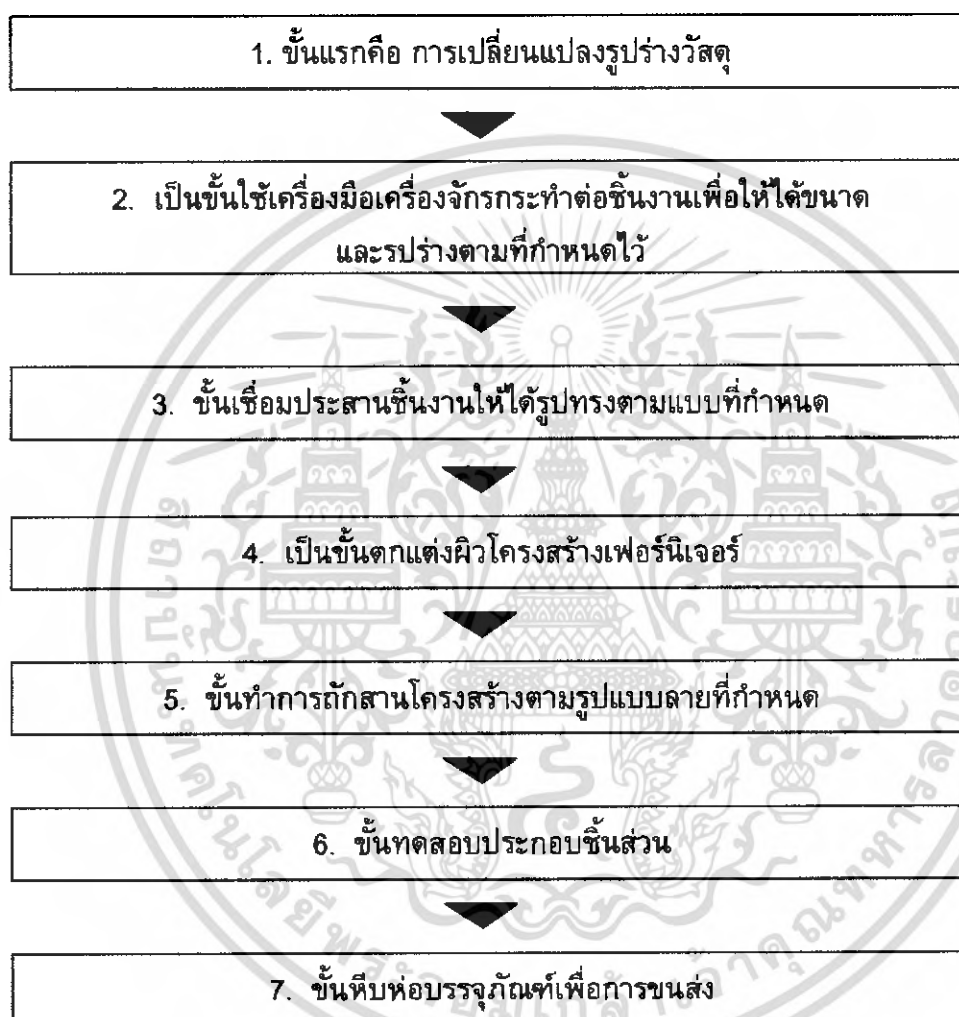 1. ขั้นแรกคือ การเปลี่ยนแปลงรูปร่างวัสดุ
2. เป็นขั้นใช้เครื่องมือเครื่องจักรกระทำต่อชิ้นงานเพื่อให้ได้ขนาด
และรูปร่างตามที่กำหนดไว้
3. ขั้นเชื่อมประสานชิ้นงานให้ได้รูปทรงตามแบบที่กำหนด
4. เป็นขั้นตกแต่งผิวโครงสร้างเฟอร์นิเจอร์
5. ขั้นทำการถักสานโครงสร้างตามรูปแบบลายที่กำหนด
6. ขั้นทดสอบประกอบชิ้นส่วน
7. ขั้นหีบห่อบรรจุภัณฑ์เพื่อการขนส่ง